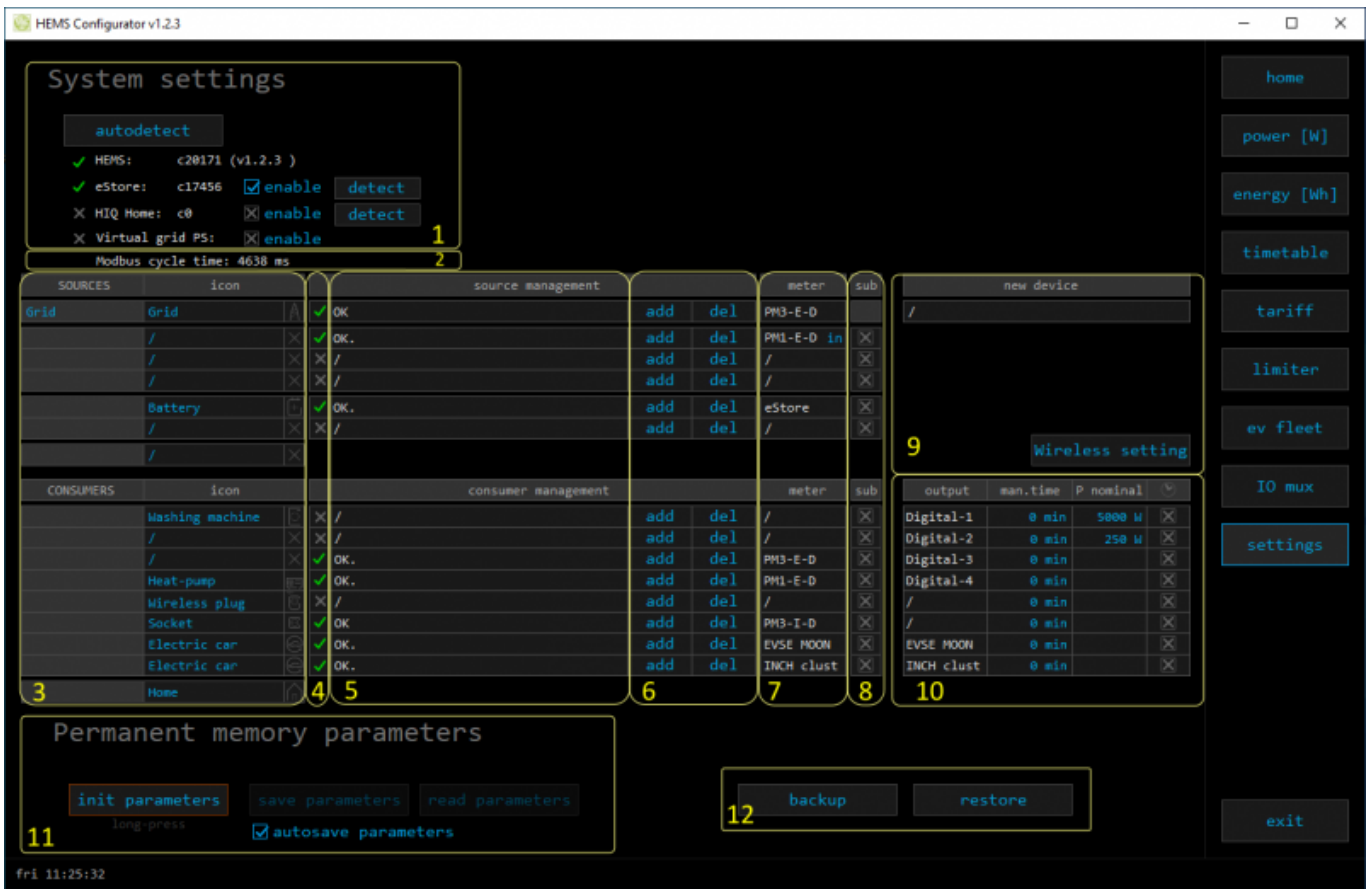 HEMS Configurator v1.2.3
System settings
home
autodetect
power [W]
HEMS: c20171 (v1.2.3 )
eStore: c17456 enable detect
energy [Wh]
HIQ Home: c0 enable detect
Virtual grid PS: enable 1
Modbus cycle time: 4638 ms 2
timetable
SOURCES icon source management meter sub new device
Grid Grid OK add del PM3-E-D /
tariff
/ OK. add del PM1-E-D in
/ / add del /
/ / add del /
limiter
Battery OK. add del eStore
/ / add del /
ev fleet
/
9 Wireless setting
CONSUMERS icon consumer management meter sub output man.time P nominal
IO mux
Washing machine / add del / Digital-1 0 min 5000 W
/ / add del / Digital-2 0 min 250 W
settings
/ OK. add del PM3-E-D Digital-3 0 min
Heat-pump OK. add del PM1-E-D Digital-4 0 min
Wireless plug / add del / / 0 min
Socket OK add del PM3-I-D / 0 min
Electric car OK. add del EVSE MOON EVSE MOON 0 min
Electric car OK. add del INCH clust INCH clust 0 min
3 Home 4 5 6 7 8 10
Permanent memory parameters
init parameters save parameters read parameters
long-press
autosave parameters
11
12 backup restore
exit
fri 11:25:32